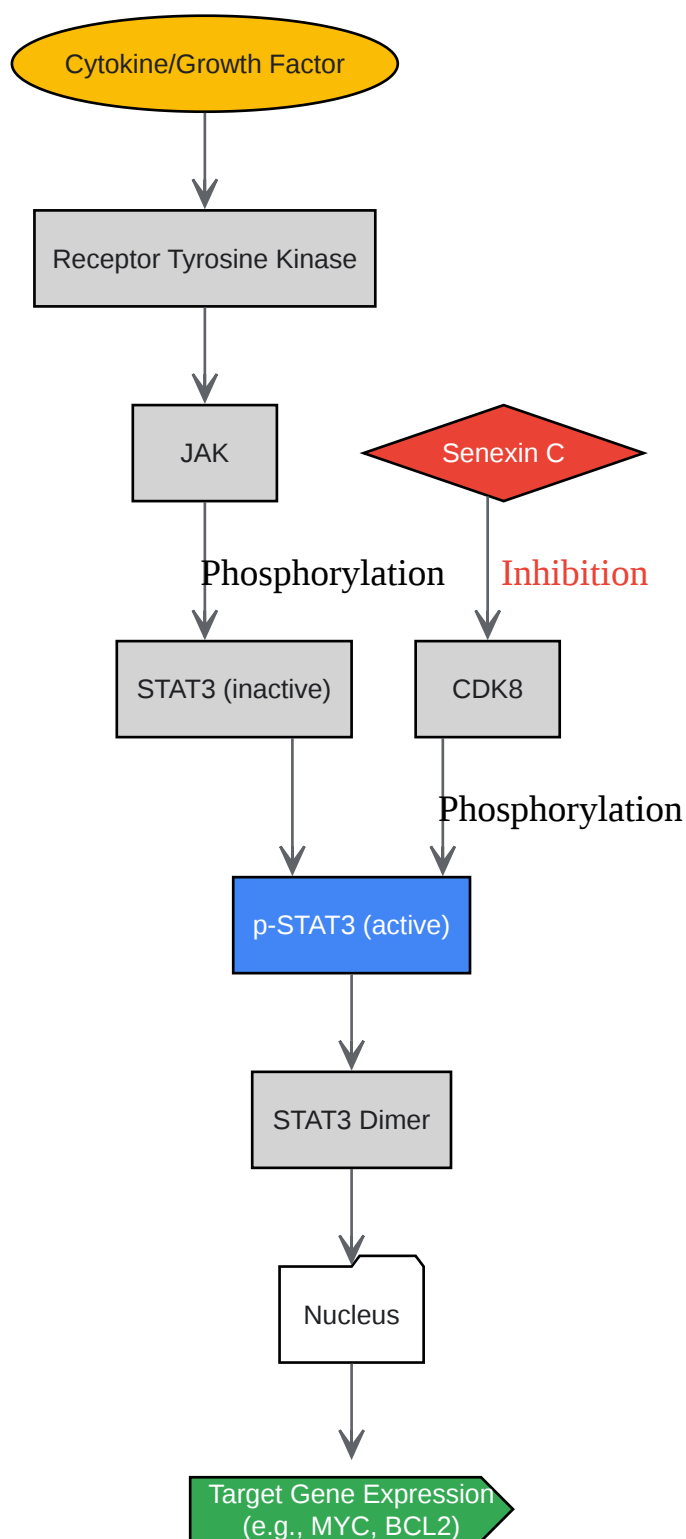 Cytokine/Growth Factor
Receptor Tyrosine Kinase
JAK
Senexin C
Phosphorylation
Inhibition
STAT3 (inactive)
CDK8
Phosphorylation
p-STAT3 (active)
STAT3 Dimer
Nucleus
Target Gene Expression
(e.g., MYC, BCL2)